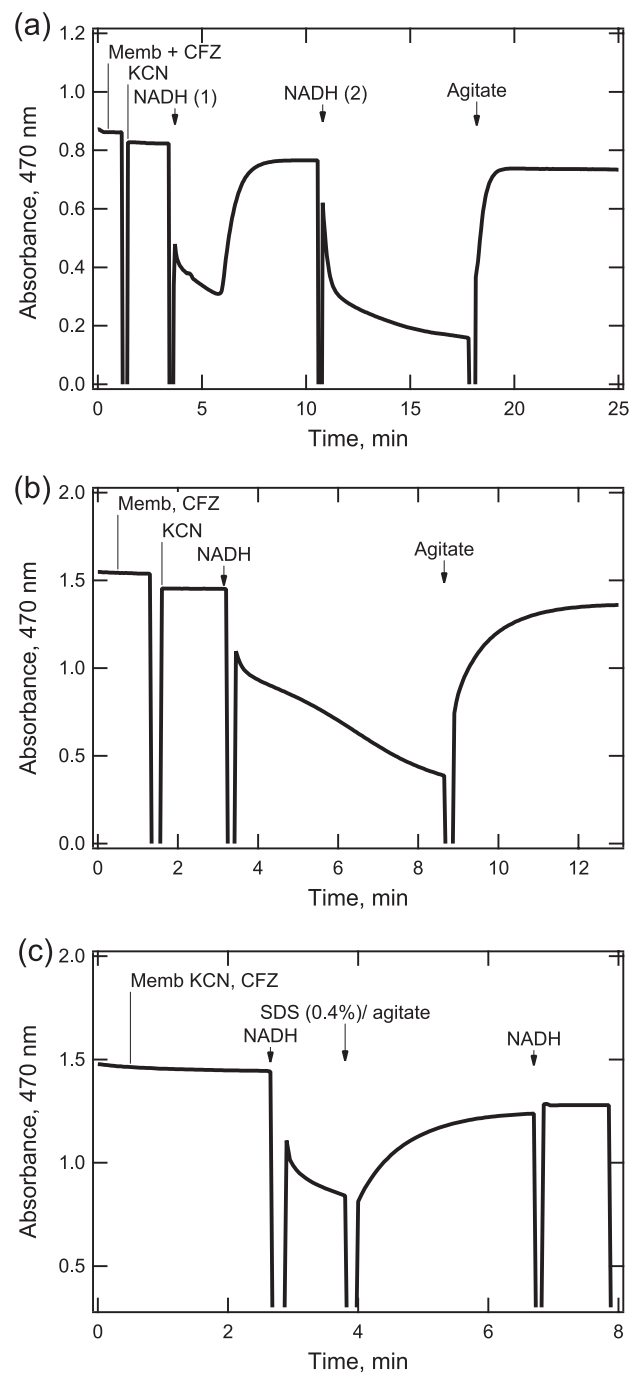 (a)
1.2
1.0
0.8
0.6
0.4
0.2
0.0
Absorbance, 470 nm
Memb + CFZ
KCN
NADH (1)
NADH (2)
Agitate
0 5 10 15 20 25
Time, min
(b)
2.0
1.5
1.0
0.5
0.0
Absorbance, 470 nm
Memb, CFZ
KCN
NADH
Agitate
0 2 4 6 8 10 12
Time, min
(c)
2.0
1.5
1.0
0.5
Absorbance, 470 nm
Memb KCN, CFZ
SDS (0.4%)/ agitate
NADH
NADH
0 2 4 6 8
Time, min